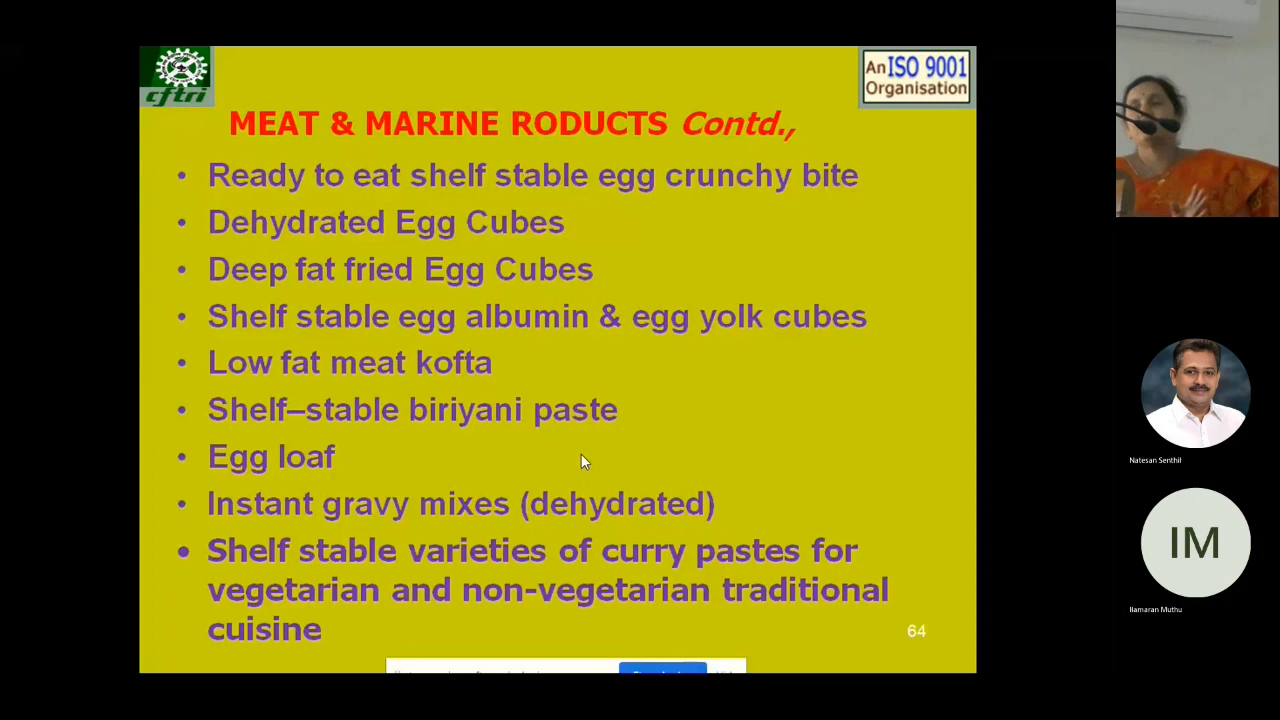 cftri
An ISO 9001
Organisation
MEAT & MARINE RODUCTS Contd.,
• Ready to eat shelf stable egg crunchy bite
• Dehydrated Egg Cubes
• Deep fat fried Egg Cubes
• Shelf stable egg albumin & egg yolk cubes
• Low fat meat kofta
• Shelf–stable biriyani paste
• Egg loaf
• Instant gravy mixes (dehydrated)
• Shelf stable varieties of curry pastes for
vegetarian and non-vegetarian traditional
cuisine
64
Natesan Senthil
IM
Ilamaran Muthu